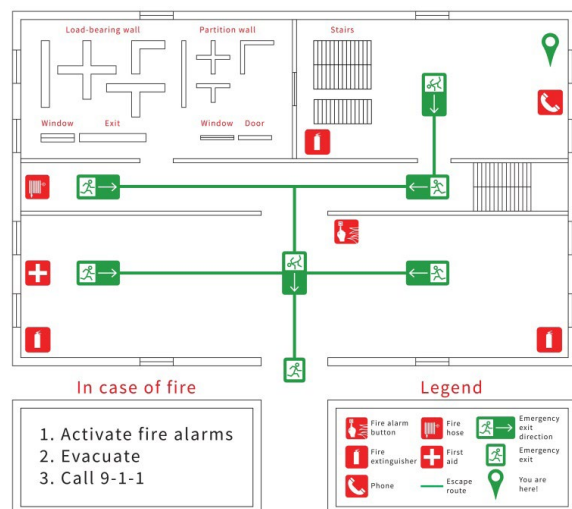 Load-bearing wall
Partition wall
Stairs
Window
Exit
Window
Door
In case of fire
1. Activate fire alarms
2. Evacuate
3. Call 9-1-1
Legend
Fire alarm
button
Fire
hose
Emergency
exit
direction
Fire
extinguisher
First
aid
Emergency
exit
Phone
Escape
route
You are
here!